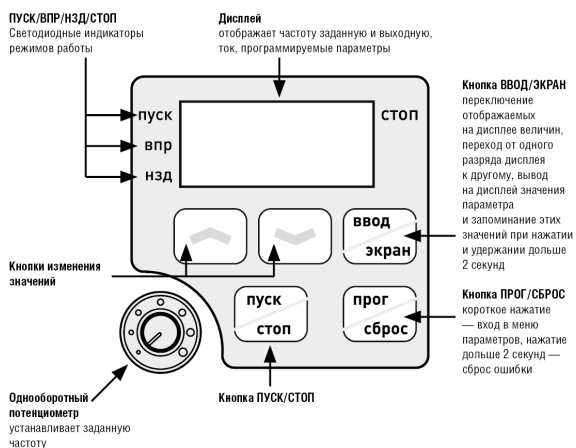 ПУСК/ВПР/НЗД/СТОП
Светодиодные индикаторы
режимов работы
Дисплей
отображает частоту заданную и выходную,
ток, программируемые параметры
пуск
впр
нзд
стоп
Кнопка ВВОД/ЭКРАН
переключение
отображаемых
на дисплее величин,
переход от одного
разряда дисплея
к другому, вывод
на дисплей значения
параметра
и запоминание этих
значений при нажатии
и удержании дольше
2 секунд
ввод
экран
Кнопки изменения
значений
пуск
стоп
прог
сброс
Кнопка ПРОГ/СБРОС
короткое нажатие
— вход в меню
параметров, нажатие
дольше 2 секунд —
сброс ошибки
Однооборотный
потенциометр
устанавливает заданную
частоту
Кнопка ПУСК/СТОП